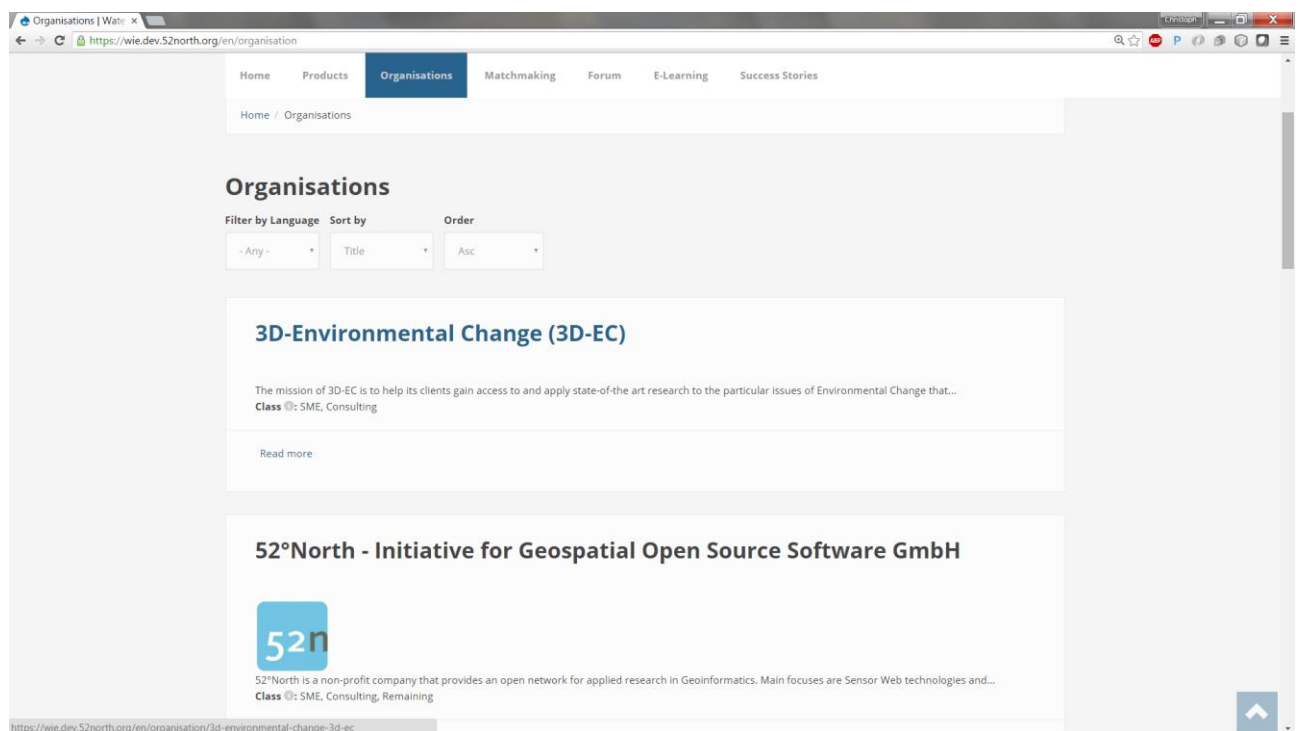 Organisations | Wate
Christoph
https://wie.dev.52north.org/en/organisation
ABP P
Home Products Organisations Matchmaking Forum E-Learning Success Stories
Home / Organisations
Organisations
Filter by Language Sort by Order
- Any - Title Asc
3D-Environmental Change (3D-EC)
The mission of 3D-EC is to help its clients gain access to and apply state-of-the art research to the particular issues of Environmental Change that...
Class : SME, Consulting
Read more
52°North - Initiative for Geospatial Open Source Software GmbH
52n
52°North is a non-profit company that provides an open network for applied research in Geoinformatics. Main focuses are Sensor Web technologies and...
Class : SME, Consulting, Remaining
https://wie.dev.52north.org/en/organisation/3d-environmental-change-3d-ec